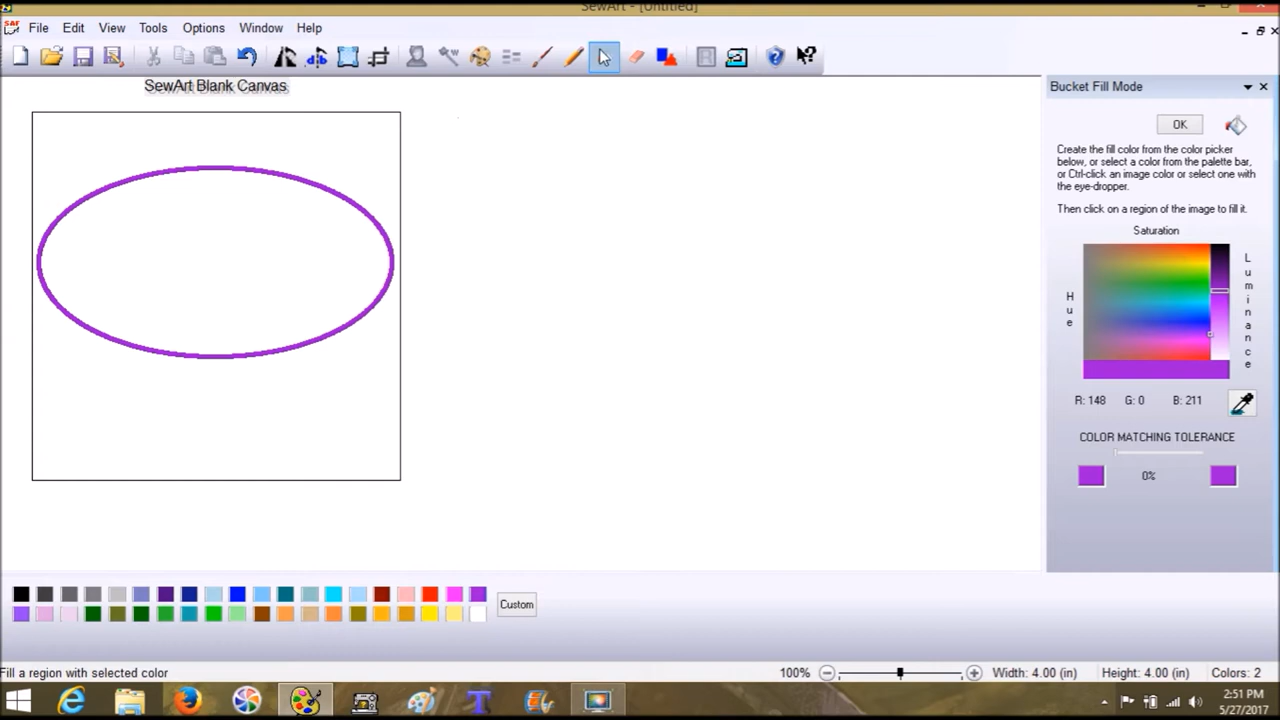 SewArt - [Untitled]
File Edit View Tools Options Window Help
SewArt Blank Canvas
Bucket Fill Mode
OK
Create the fill color from the color picker
below, or select a color from the palette bar,
or Ctrl-click an image color or select one with
the eye-dropper.
Then click on a region of the image to fill it.
Saturation
Hue
Luminance
R: 148 G: 0 B: 211
COLOR MATCHING TOLERANCE
0%
Custom
Fill a region with selected color
100%
Width: 4.00 (in)
Height: 4.00 (in)
Colors: 2
2:51 PM
5/27/2017